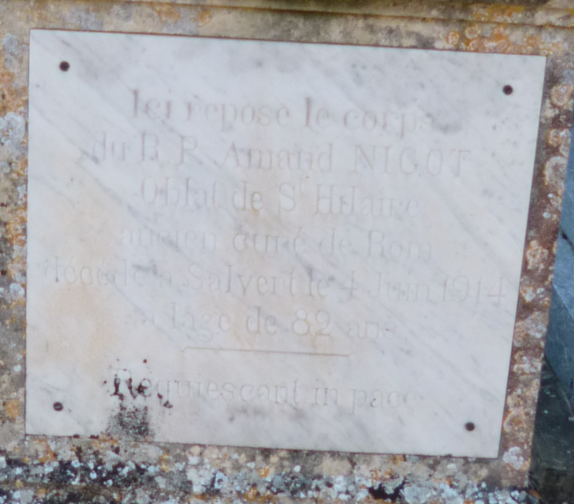 Ici repose le corps
du R. P. Amand NIGOT
Oblat de St Hilaire
ancien curé de Rom
décédé à Salvert le 4 Juin 1914
à l'âge de 82 ans
Requiescant in pace